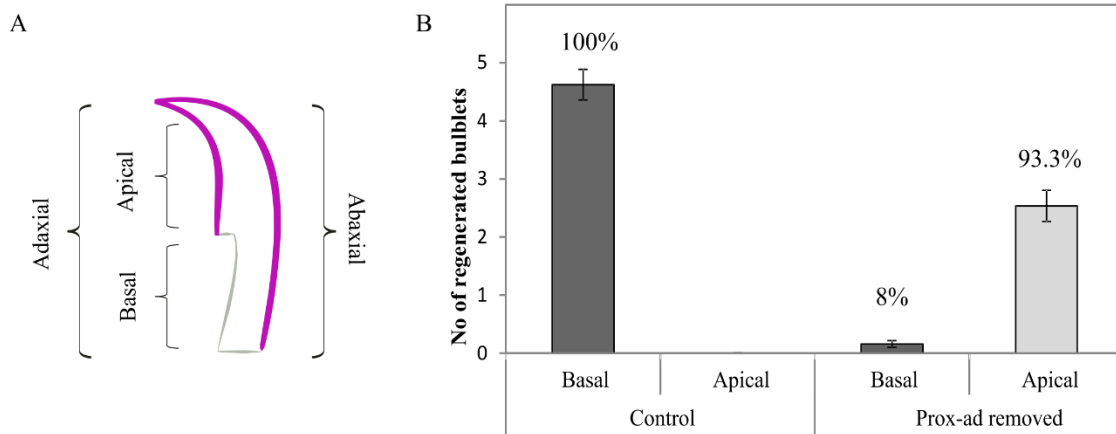 A
Adaxial
Apical
Basal
Abaxial
B
No of regenerated bulblets
5
4
3
2
1
0
100%
8%
93.3%
Basal
Apical
Basal
Apical
Control
Prox-ad removed